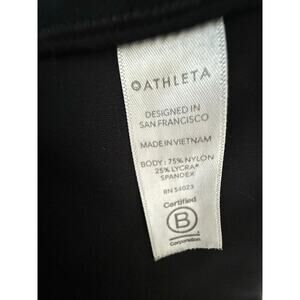 ATHLETA
DESIGNED IN
SAN FRANCISCO
MADE IN VIETNAM
BODY: 75% NYLON
25% LYCRA®
SPANDEX
RN 54023
Certified
B
Corporation